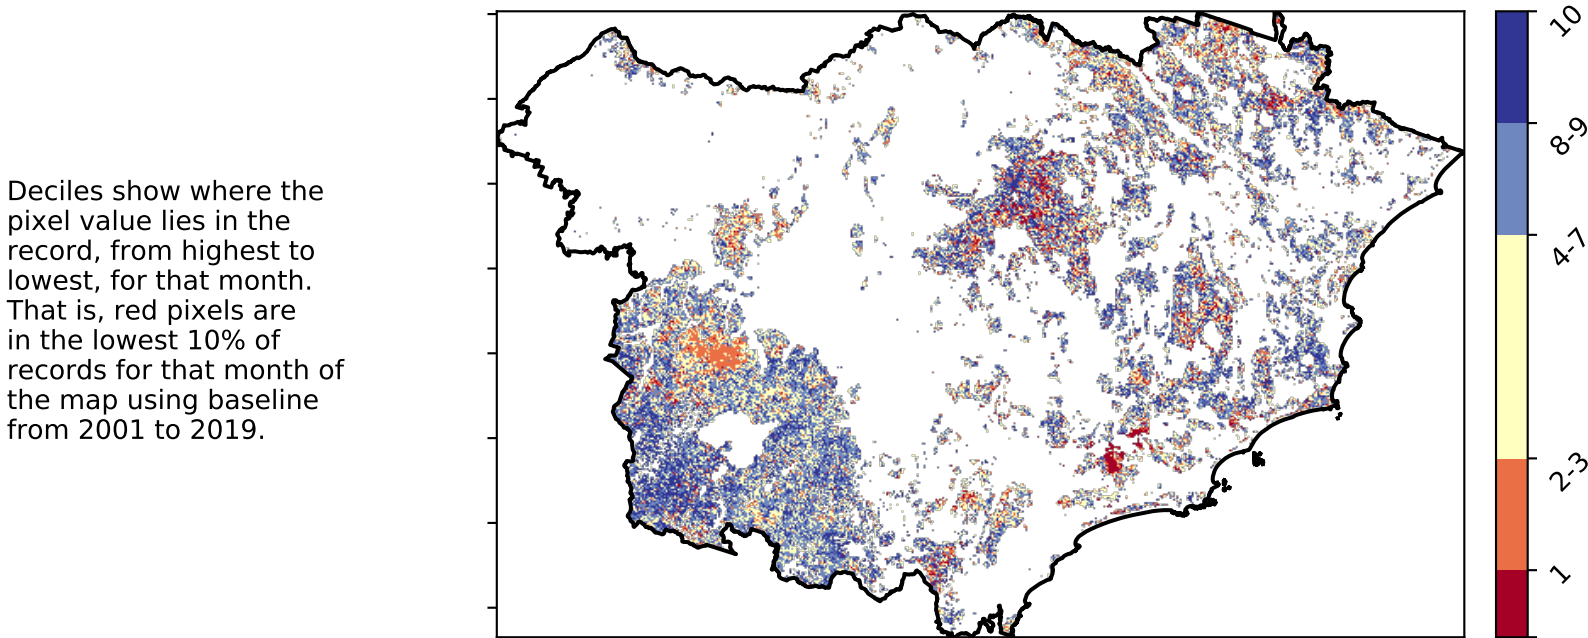 Deciles show where the
pixel value lies in the
record, from highest to
lowest, for that month.
That is, red pixels are
in the lowest 10% of
records for that month of
the map using baseline
from 2001 to 2019.
10
8-9
4-7
2-3
1